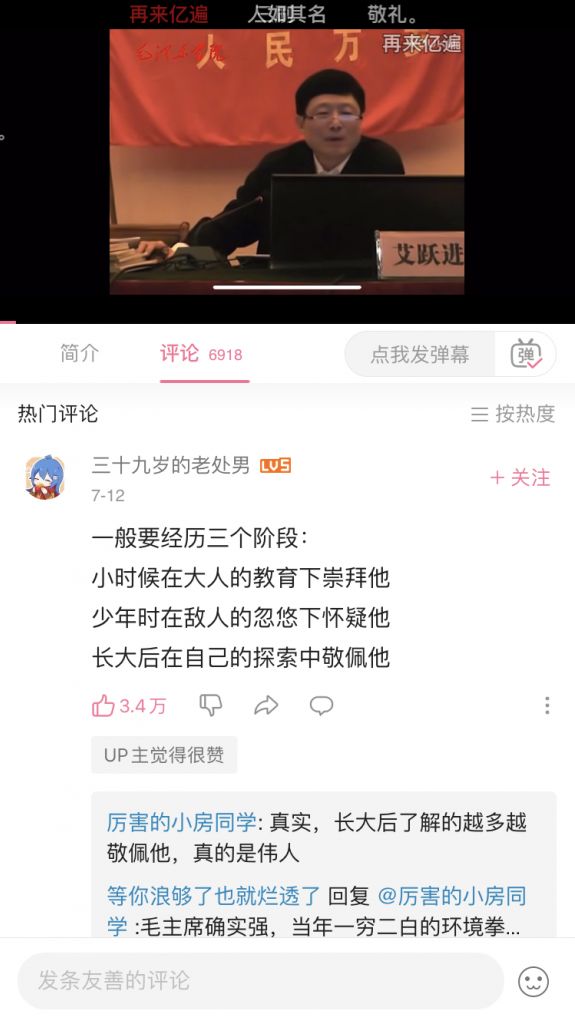 再来亿遍
人如其名
敬礼。
人民万岁
再来亿遍
艾跃进
简介
评论 6918
点我发弹幕
弹
热门评论
按热度
三十九岁的老处男 LV5
+ 关注
7-12
一般要经历三个阶段：
小时候在大人的教育下崇拜他
少年时在敌人的忽悠下怀疑他
长大后在自己的探索中敬佩他
3.4万
UP主觉得很赞
厉害的小房同学: 真实，长大后了解的越多越
敬佩他，真的是伟人
等你浪够了也就烂透了 回复 @厉害的小房同
学 :毛主席确实强，当年一穷二白的环境拳...
发条友善的评论